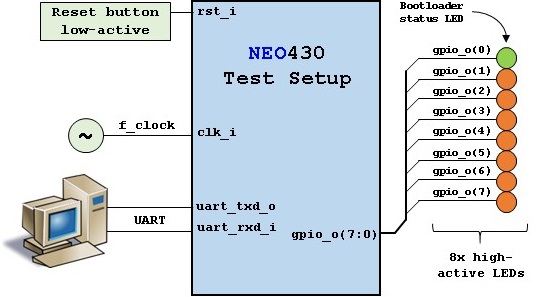 Reset button
low-active
rst_i
NEO430
Test Setup
Bootloader
status LED
gpio_o(0)
gpio_o(1)
gpio_o(2)
gpio_o(3)
gpio_o(4)
gpio_o(5)
gpio_o(6)
gpio_o(7)
~
f_clock
clk_i
UART
uart_txd_o
uart_rxd_i
gpio_o(7:0)
8x high-
active LEDs